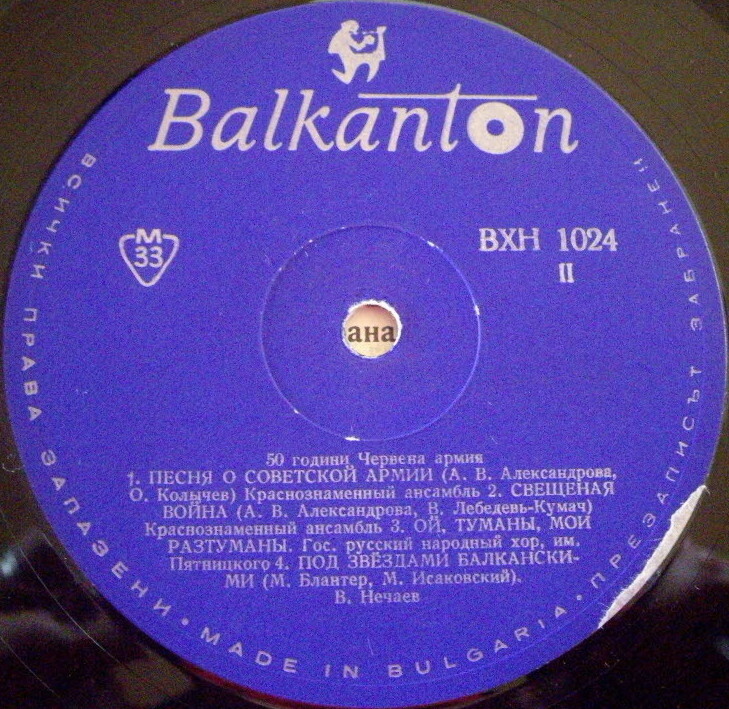 Balkanton
М
33
ВХН 1024
II
ана
50 години Червена армия
1. ПЕСНЯ О СОВЕТСКОЙ АРМИИ (А. В. Александрова,
О. Колычев) Краснознаменный ансамбль 2. СВЕЩЕНАЯ
ВОЙНА (А. В. Александрова, В. Лебедень-Кумач)
Краснознаменный ансамбль 3. ОЙ, ТУМАНЫ, МОИ
РАЗТУМАНЫ. Гос. русский народный хор, им.
Пятницкого 4. ПОД ЗВЁЗДАМИ БАЛКАНСКИ-
МИ (М. Блантер, М. Исаковский).
В. Нечаев
ВСИЧКИ ПРАВА ЗАПАЗЕНИ • MADE IN BULGARIA • ПРЕЗАПИСЪТ ЗАБРАНЕН